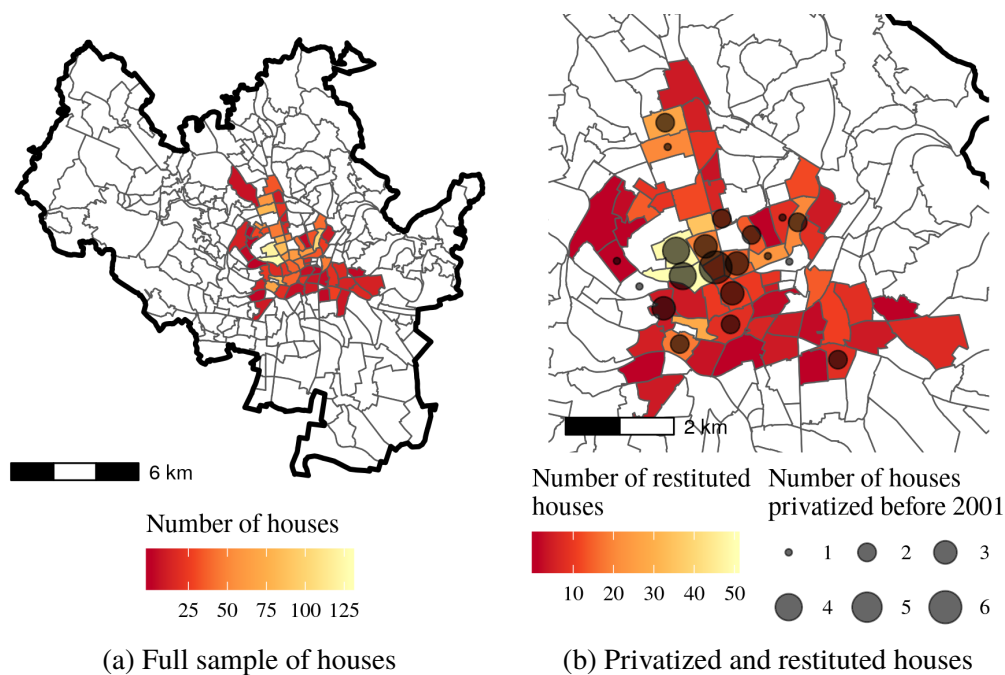 6 km
Number of houses
25 50 75 100 125
(a) Full sample of houses
2 km
Number of restituted
houses
10 20 30 40 50
Number of houses
privatized before 2001
1 2 3
4 5 6
(b) Privatized and restituted houses